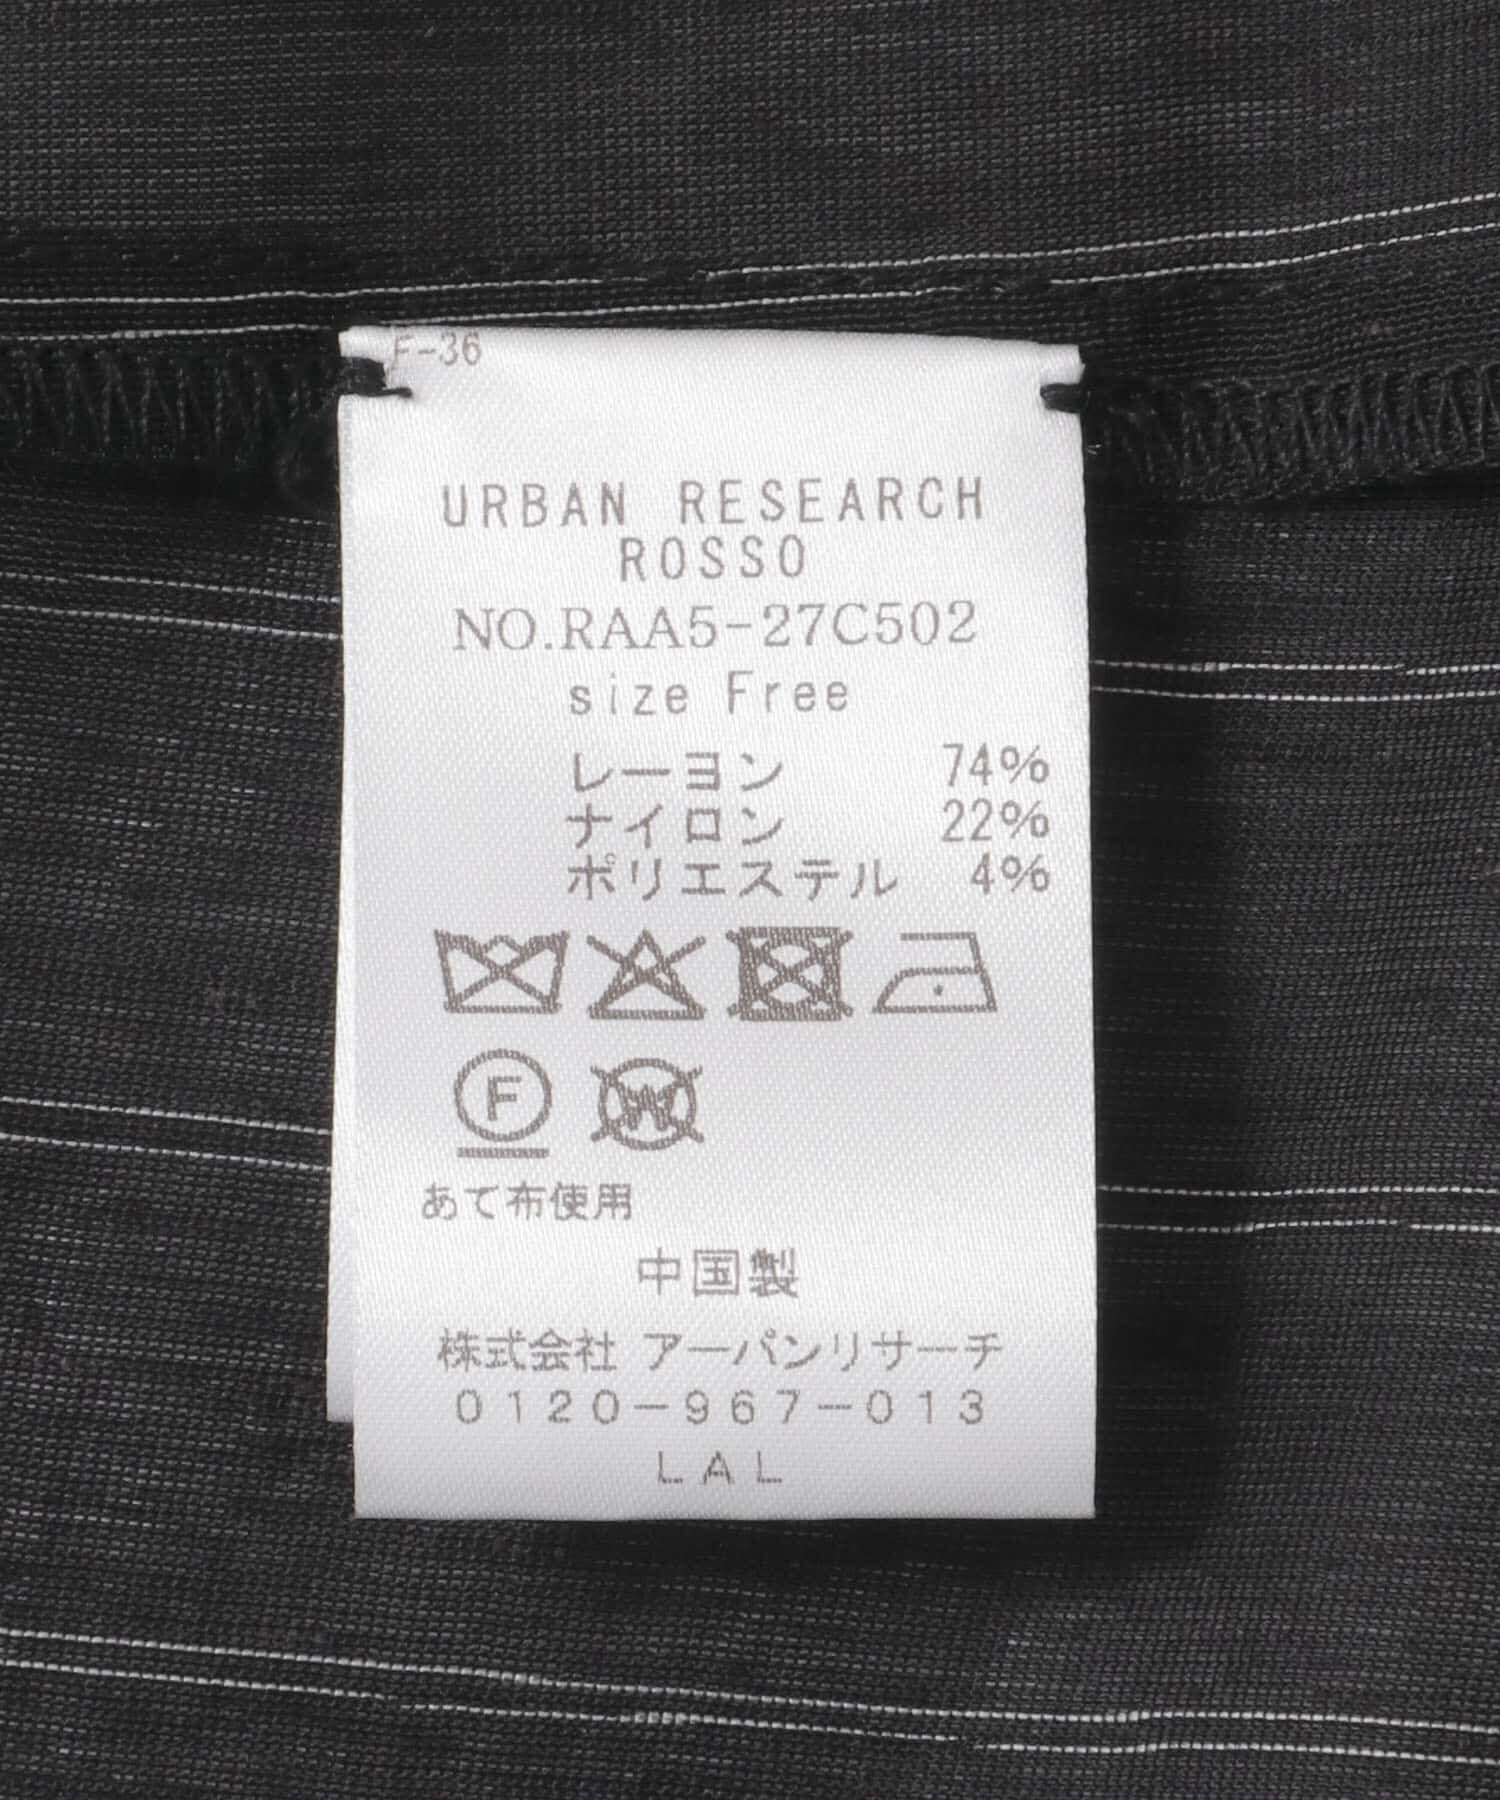 F-36
URBAN RESEARCH
ROSSO
NO.RAA5-27C502
size Free
レーヨン 74%
ナイロン 22%
ポリエステル 4%
F
W
あて布使用
中国製
株式会社 アーバンリサーチ
0120-967-013
LAL